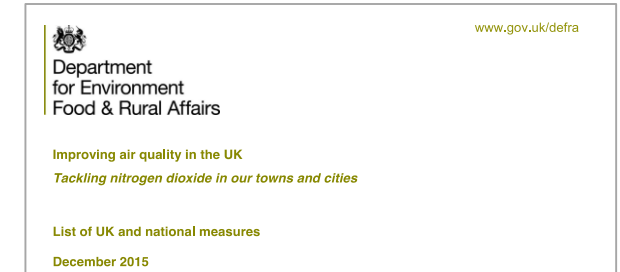 www.gov.uk/defra
Department
for Environment
Food & Rural Affairs
Improving air quality in the UK
Tackling nitrogen dioxide in our towns and cities
List of UK and national measures
December 2015